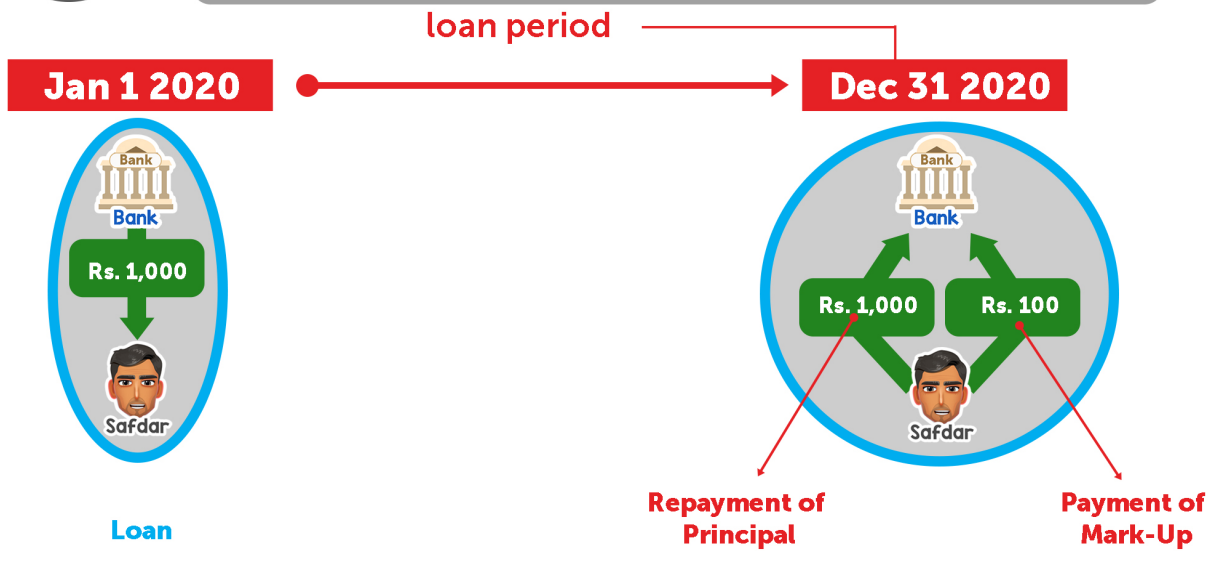 loan period
Jan 1 2020
Dec 31 2020
Bank
Bank
Rs. 1,000
Safdar
Loan
Bank
Bank
Rs. 1,000
Rs. 100
Safdar
Repayment of
Principal
Payment of
Mark-Up